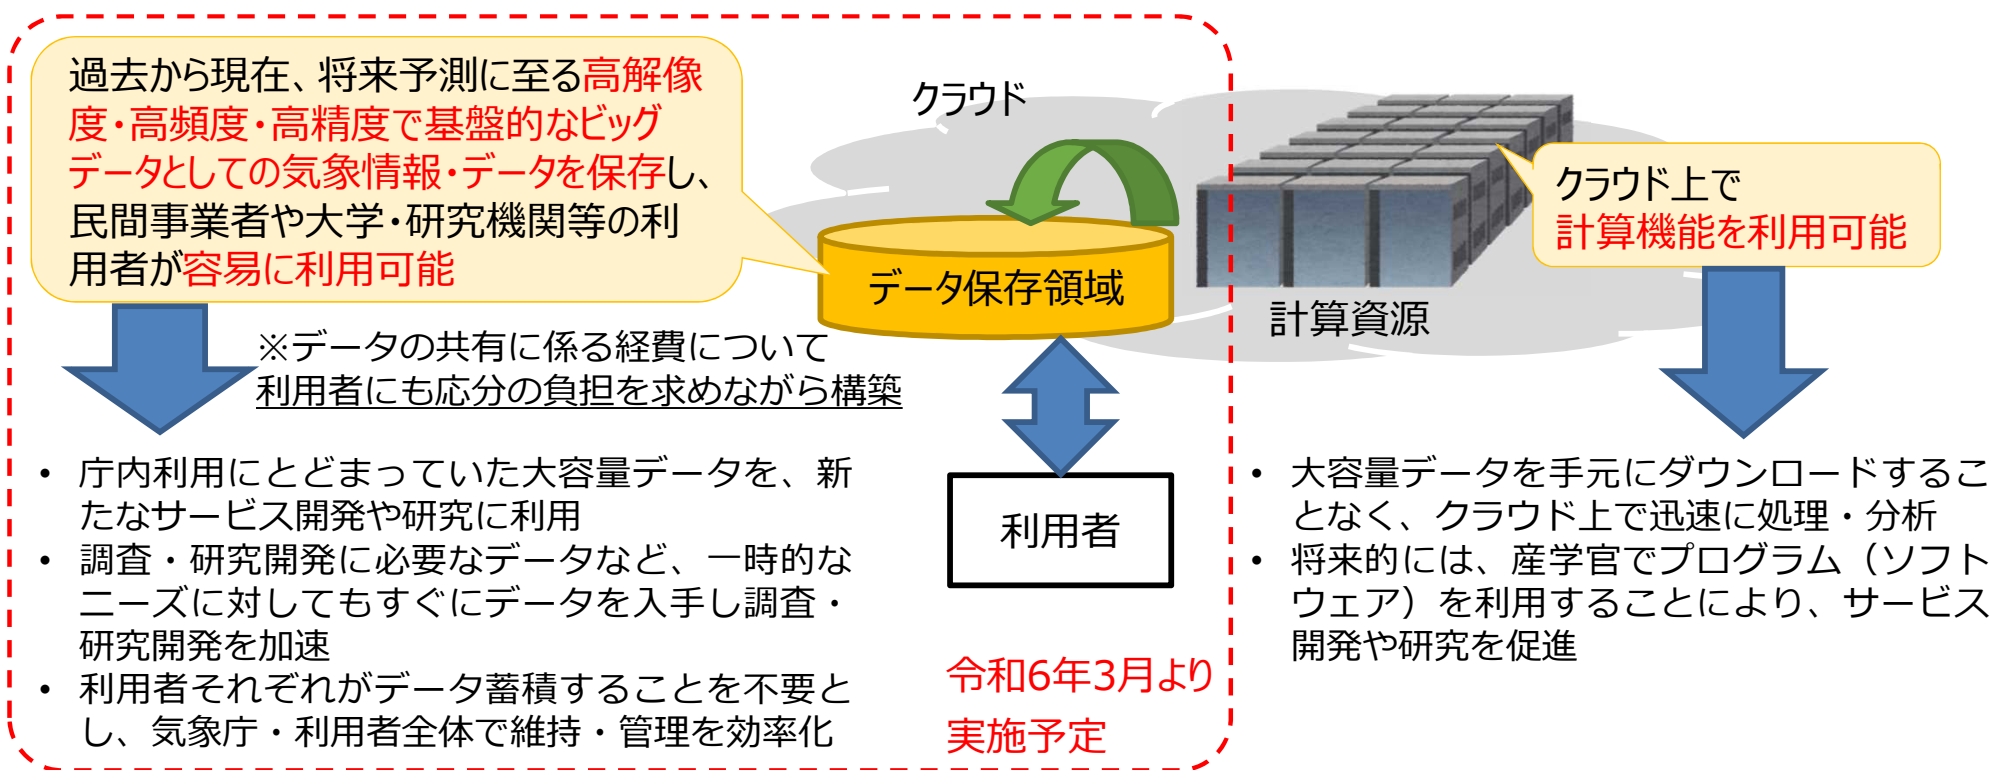 過去から現在、将来予測に至る高解像
度・高頻度・高精度で基盤的なビッグ
データとしての気象情報・データを保存し、
民間事業者や大学・研究機関等の利
用者が容易に利用可能
クラウド
データ保存領域
計算資源
クラウド上で
計算機能を利用可能
※データの共有に係る経費について
利用者にも応分の負担を求めながら構築
• 庁内利用にとどまっていた大容量データを、新
たなサービス開発や研究に利用
• 調査・研究開発に必要なデータなど、一時的な
ニーズに対してもすぐにデータを入手し調査・
研究開発を加速
• 利用者それぞれがデータ蓄積することを不要と
し、気象庁・利用者全体で維持・管理を効率化
利用者
令和6年3月より
実施予定
• 大容量データを手元にダウンロードするこ
となく、クラウド上で迅速に処理・分析
• 将来的には、産学官でプログラム（ソフト
ウェア）を利用することにより、サービス
開発や研究を促進